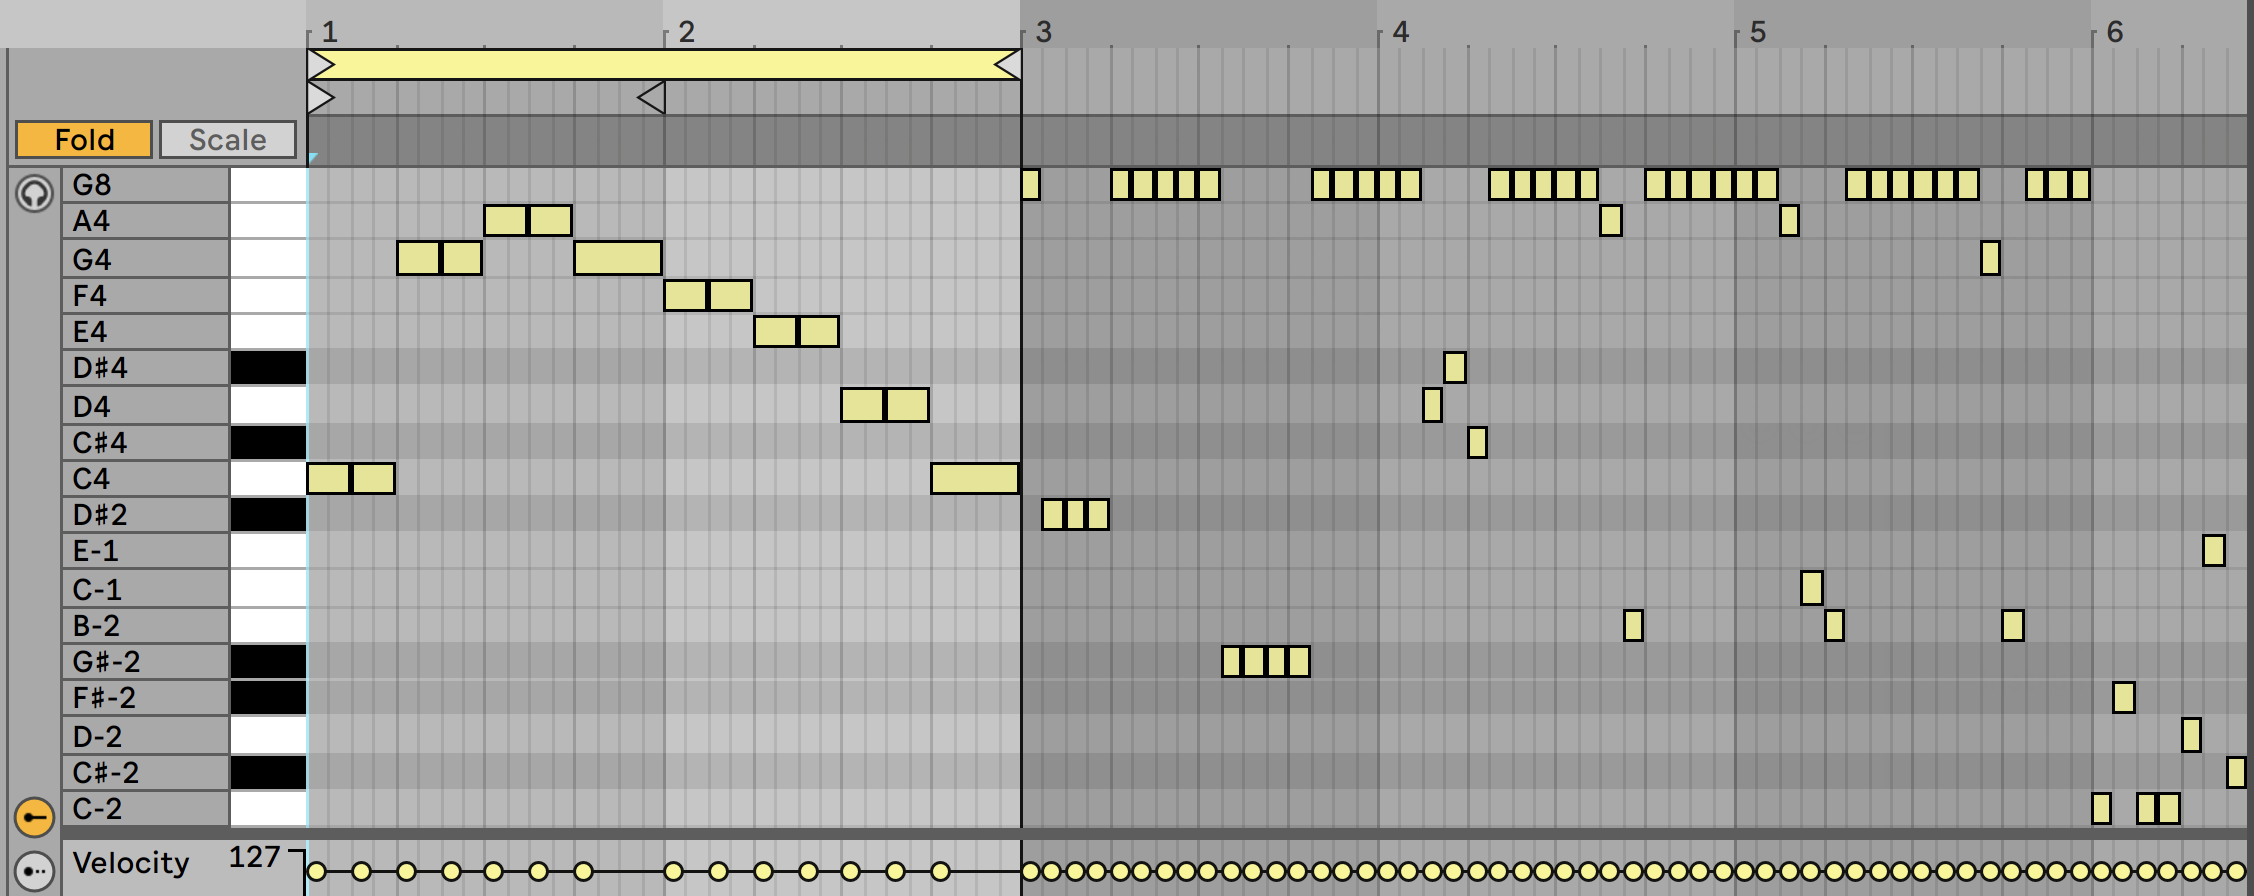 1 2 3 4 5 6
Fold Scale
G8
A4
G4
F4
E4
D♯4
D4
C♯4
C4
D♯2
E-1
C-1
B-2
G♯-2
F♯-2
D-2
C♯-2
C-2
Velocity 127